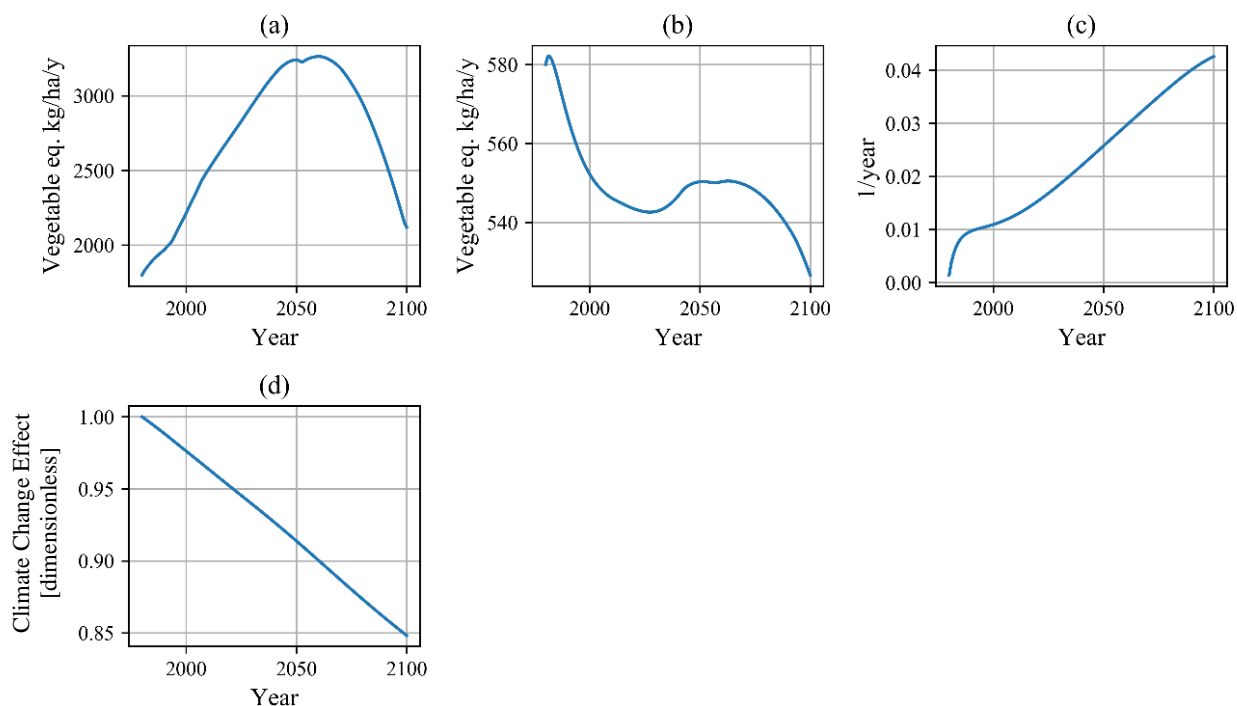 (a)
Vegetable eq. kg/ha/y
3000
2500
2000
2000
2050
2100
Year
(b)
Vegetable eq. kg/ha/y
580
560
540
2000
2050
2100
Year
(c)
1/year
0.04
0.03
0.02
0.01
0.00
2000
2050
2100
Year
(d)
Climate Change Effect
[dimensionless]
1.00
0.95
0.90
0.85
2000
2050
2100
Year